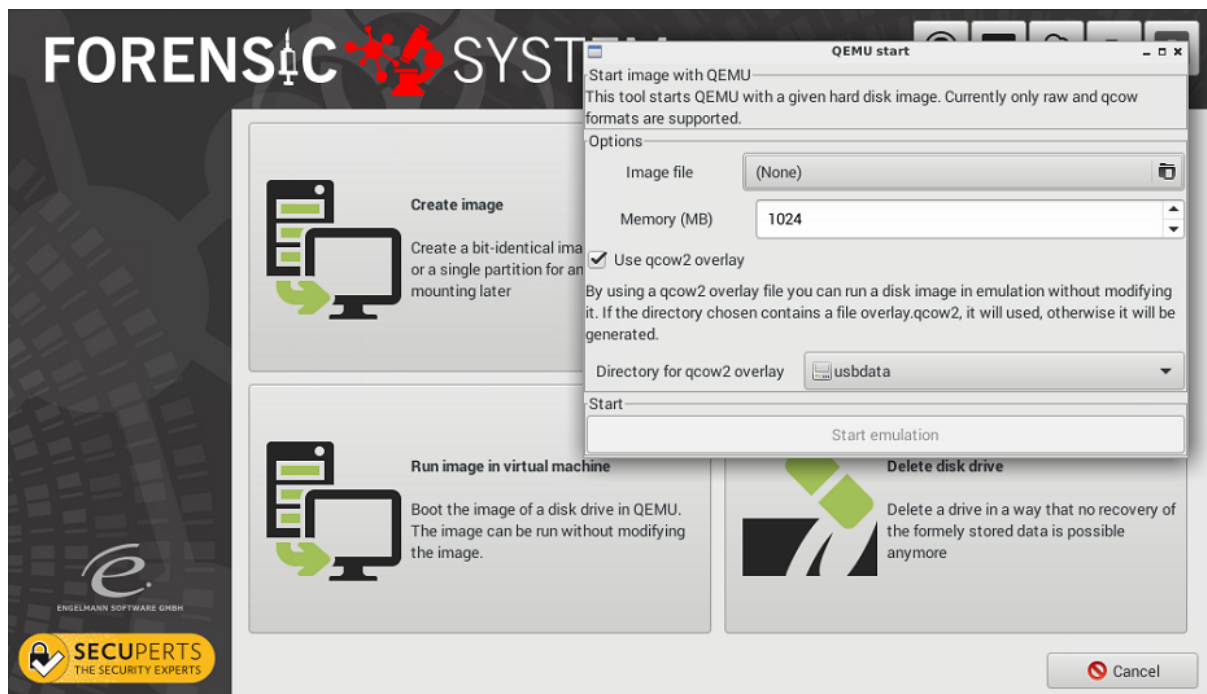 FORENSIC SYST
QEMU start
Start image with QEMU
This tool starts QEMU with a given hard disk image. Currently only raw and qcow
formats are supported.
Options
Image file
(None)
Memory (MB)
1024
Use qcow2 overlay
By using a qcow2 overlay file you can run a disk image in emulation without modifying
it. If the directory chosen contains a file overlay.qcow2, it will used, otherwise it will be
generated.
Directory for qcow2 overlay
usbdata
Start
Start emulation
Create image
Create a bit-identical ima
or a single partition for an
mounting later
Run image in virtual machine
Boot the image of a disk drive in QEMU.
The image can be run without modifying
the image.
Delete disk drive
Delete a drive in a way that no recovery of
the formely stored data is possible
anymore
e.
ENGELMANN SOFTWARE GMBH
SECUPERTS
THE SECURITY EXPERTS
Cancel